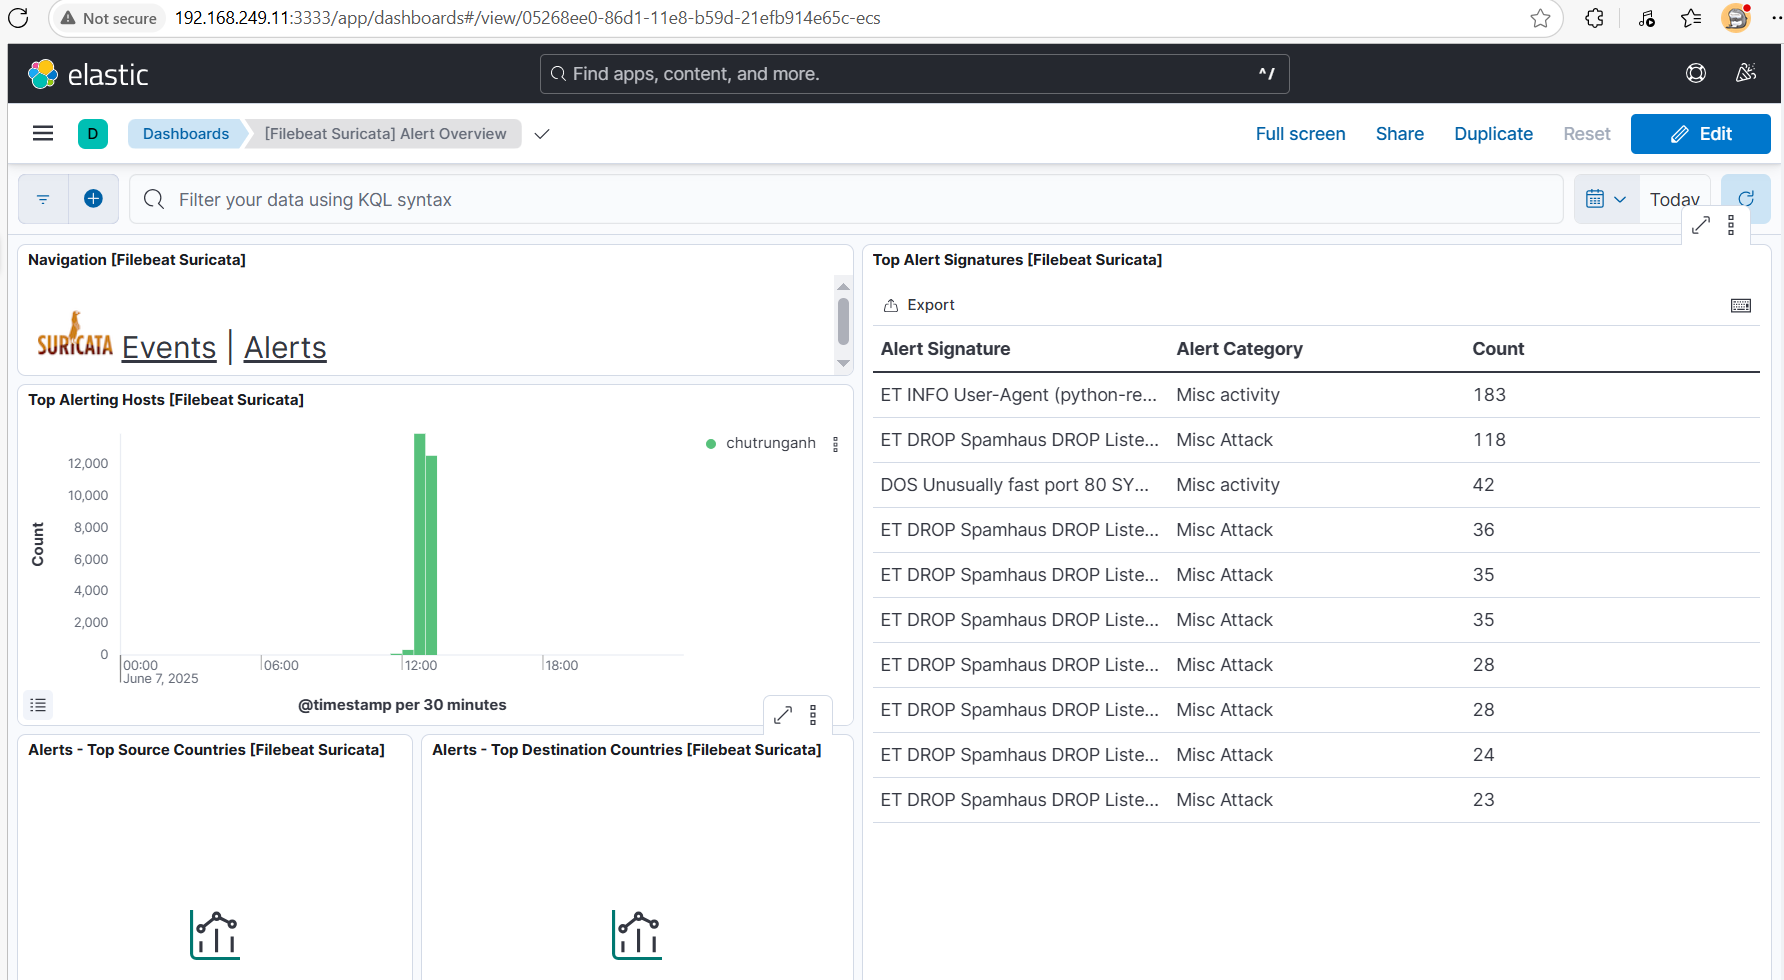 Not secure 192.168.249.11:3333/app/dashboards#/view/05268ee0-86d1-11e8-b59d-21efb914e65c-ecs
elastic
Find apps, content, and more. ^/
D Dashboards [Filebeat Suricata] Alert Overview Full screen Share Duplicate Reset Edit
Filter your data using KQL syntax Today
Navigation [Filebeat Suricata]
SURICATA Events | Alerts
Top Alerting Hosts [Filebeat Suricata]
chutrunganh
12,000
10,000
8,000
6,000
4,000
2,000
0
Count
00:00 06:00 12:00 18:00
June 7, 2025
@timestamp per 30 minutes
Alerts - Top Source Countries [Filebeat Suricata]
Alerts - Top Destination Countries [Filebeat Suricata]
Top Alert Signatures [Filebeat Suricata]
Export
Alert Signature Alert Category Count
ET INFO User-Agent (python-re... Misc activity 183
ET DROP Spamhaus DROP Liste... Misc Attack 118
DOS Unusually fast port 80 SY... Misc activity 42
ET DROP Spamhaus DROP Liste... Misc Attack 36
ET DROP Spamhaus DROP Liste... Misc Attack 35
ET DROP Spamhaus DROP Liste... Misc Attack 35
ET DROP Spamhaus DROP Liste... Misc Attack 28
ET DROP Spamhaus DROP Liste... Misc Attack 28
ET DROP Spamhaus DROP Liste... Misc Attack 24
ET DROP Spamhaus DROP Liste... Misc Attack 23